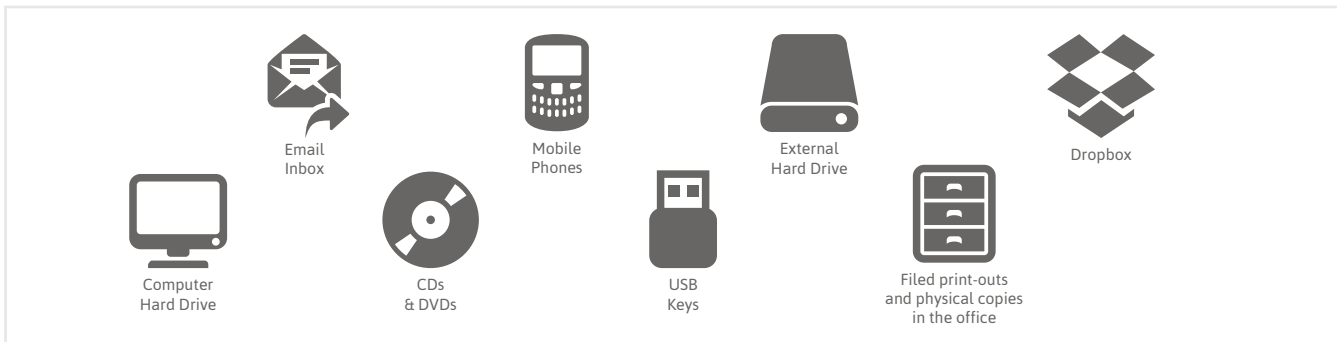 Email
Inbox
Mobile
Phones
External
Hard Drive
Dropbox
Computer
Hard Drive
CDs
& DVDs
USB
Keys
Filed print-outs
and physical copies
in the office